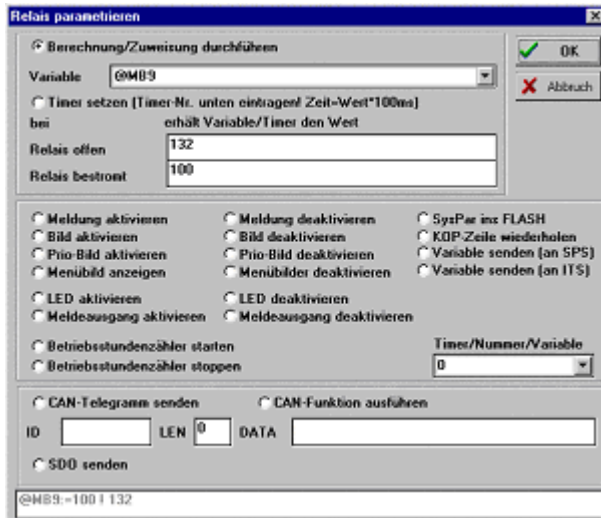 Relais parametrieren
Berechnung/Zuweisung durchführen
OK
Variable @MB9
Abbruch
Timer setzen (Timer-Nr. unten eintragen! Zeit=Wert*100ms)
bei erhält Variable/Timer den Wert
Relais offen 132
Relais bestromt 100
Meldung aktivieren Meldung deaktivieren SysPar inx FLASH
Bild aktivieren Bild deaktivieren KOP-Zeile wiederholen
Prio-Bild aktivieren Prio-Bild deaktivieren Variable senden (an SPS)
Menübild anzeigen Menübilder deaktivieren Variable senden (an ITS)
LED aktivieren LED deaktivieren
Meldeausgang aktivieren Meldeausgang deaktivieren
Betriebsstundenzähler starten Timer/Nummer/Variable
Betriebsstundenzähler stoppen 0
CAN-Telegramm senden CAN-Funktion ausführen
ID LEN 0 DATA
SDO senden
@MB9:=100 ! 132